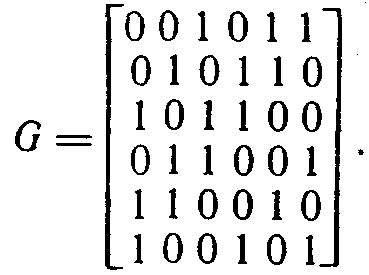 0 0 1 0 1 1
0 1 0 1 1 0
1 0 1 1 0 0
G = 0 1 1 0 0 1 .
1 1 0 0 1 0
1 0 0 1 0 1